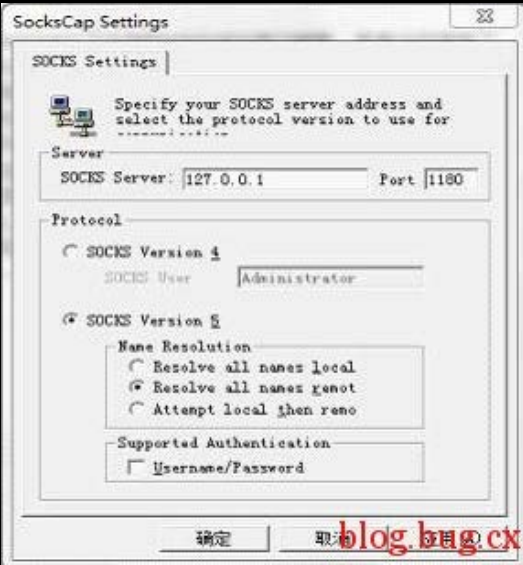 SocksCap Settings
SOCKS Settings
Specify your SOCKS server address and
select the protocol version to use for
Server
SOCKS Server: 127.0.0.1 Port 1180
Protocol
SOCKS Version 4
SOCKS User Administrator
SOCKS Version 5
Name Resolution
Resolve all names local
Resolve all names remot
Attempt local then remo
Supported Authentication
Username/Password
确定 取消
blog.bug.cx